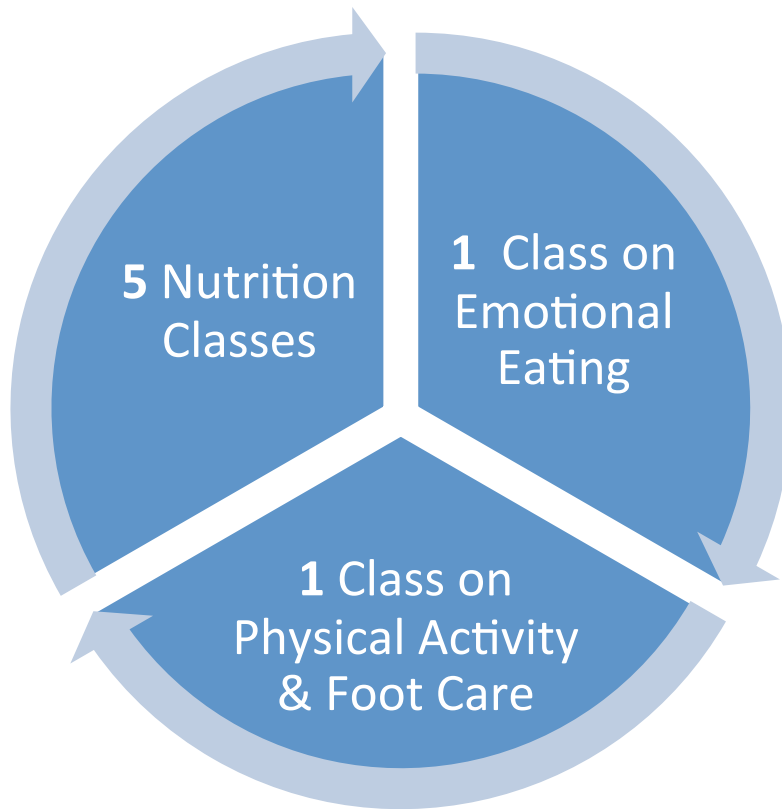 5 Nutrition
Classes
1 Class on
Emotional
Eating
1 Class on
Physical Activity
& Foot Care